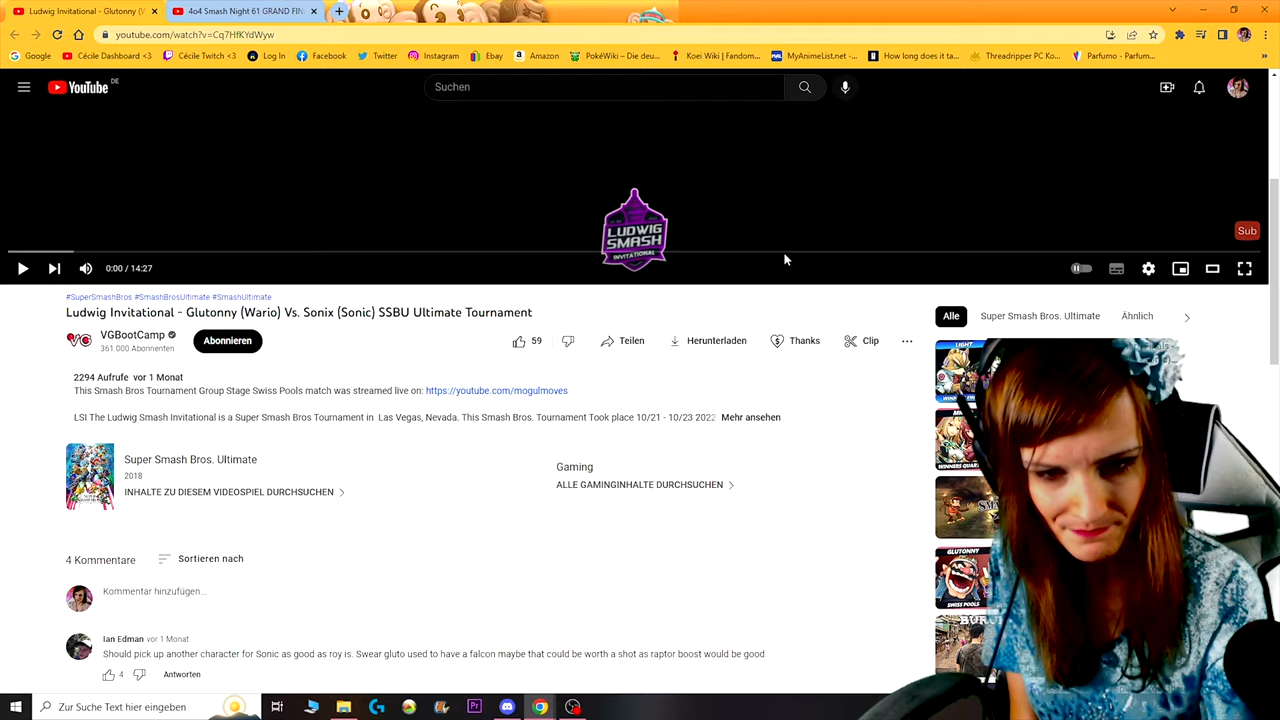 Ludwig Invitational - Glutonny (W
4o4 Smash Night 61 GRAND FIN
youtube.com/watch?v=Cq7HfKYdWyw
Google
Cécile Dashboard <3
Cécile Twitch <3
Log In
Facebook
Twitter
Instagram
Ebay
Amazon
PokéWiki – Die deu...
Koei Wiki | Fandom...
MyAnimeList.net -...
How long does it ta...
Threadripper PC Ko...
Parfumo - Parfum...
YouTube DE
Suchen
LUDWIG
SMASH
INVITATIONAL
Sub
0:00 / 14:27
#SuperSmashBros #SmashBrosUltimate #SmashUltimate
Ludwig Invitational - Glutonny (Wario) Vs. Sonix (Sonic) SSBU Ultimate Tournament
VGBootCamp
361 000 Abonnenten
Abonnieren
59
Teilen
Herunterladen
Thanks
Clip
Alle
Super Smash Bros. Ultimate
Ähnlich
2294 Aufrufe vor 1 Monat
This Smash Bros Tournament Group Stage Swiss Pools match was streamed live on: https://youtube.com/mogulmoves
LSI The Ludwig Smash Invitational is a Super Smash Bros Tournament in Las Vegas, Nevada. This Smash Bros. Tournament Took place 10/21 - 10/23 2022 Mehr ansehen
Super Smash Bros. Ultimate
2018
INHALTE ZU DIESEM VIDEOSPIEL DURCHSUCHEN
Gaming
ALLE GAMINGINHALTE DURCHSUCHEN
4 Kommentare
Sortieren nach
Kommentar hinzufügen...
Ian Edman vor 1 Monat
Should pick up another character for Sonic as good as roy is. Swear gluto used to have a falcon maybe that could be worth a shot as raptor boost would be good
4
Antworten
LIGHT
GLUTONNY
SWISS POOLS
Zur Suche Text hier eingeben